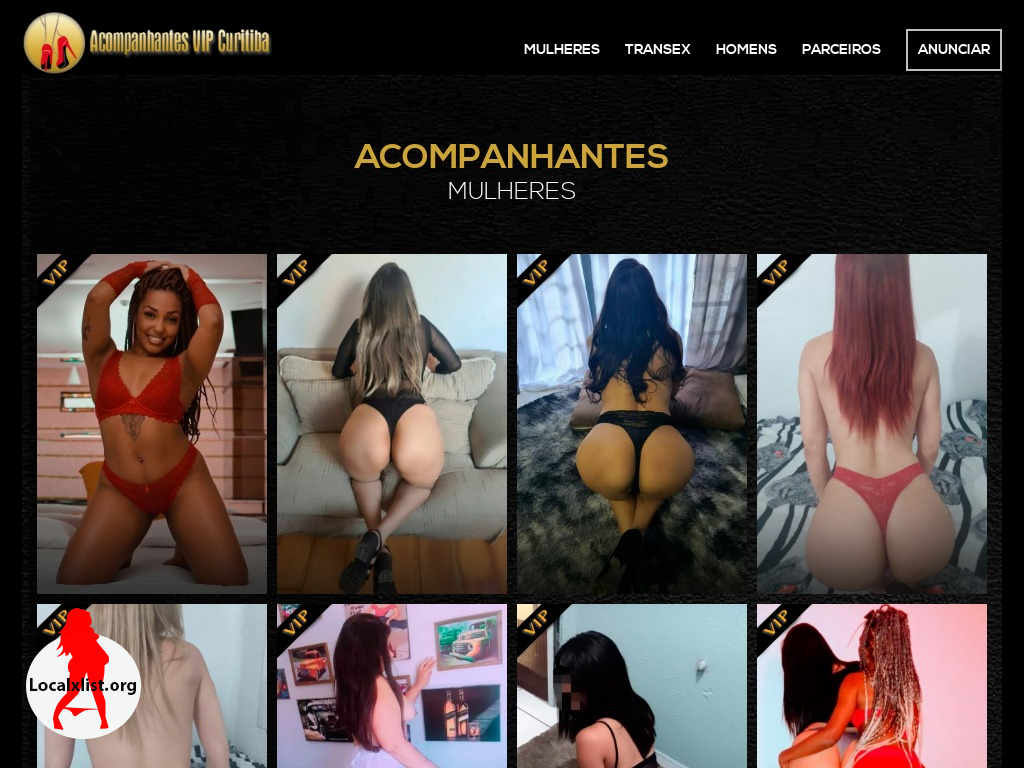 Acompanhantes VIP Curitiba
MULHERES
TRANSEX
HOMENS
PARCEIROS
ANUNCIAR
ACOMPANHANTES
MULHERES
VIP
VIP
VIP
VIP
VIP
VIP
VIP
VIP
Localxlist.org